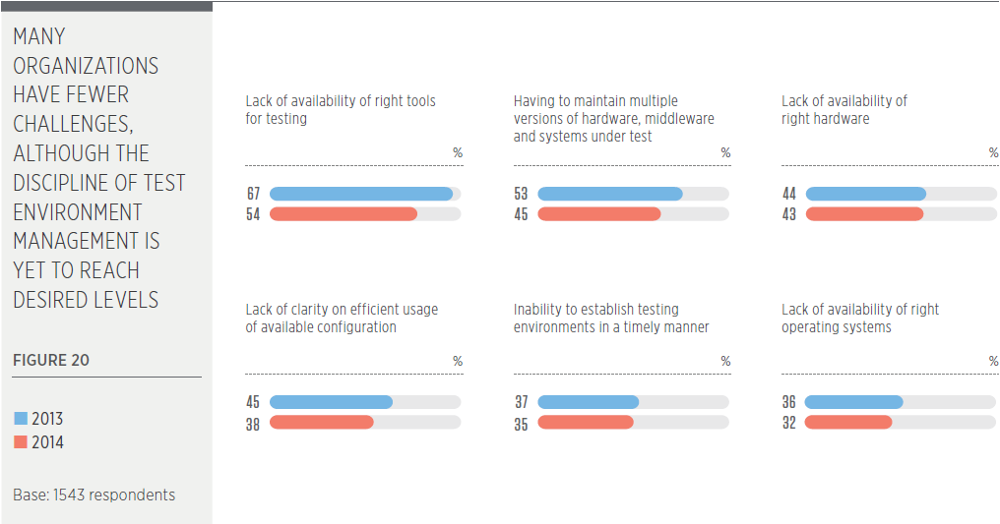 MANY
ORGANIZATIONS
HAVE FEWER
CHALLENGES,
ALTHOUGH THE
DISCIPLINE OF TEST
ENVIRONMENT
MANAGEMENT IS
YET TO REACH
DESIRED LEVELS
FIGURE 20
2013
2014
Base: 1543 respondents
Lack of availability of right tools
for testing
%
67
54
Having to maintain multiple
versions of hardware, middleware
and systems under test
%
53
45
Lack of availability of
right hardware
%
44
43
Lack of clarity on efficient usage
of available configuration
%
45
38
Inability to establish testing
environments in a timely manner
%
37
35
Lack of availability of right
operating systems
%
36
32